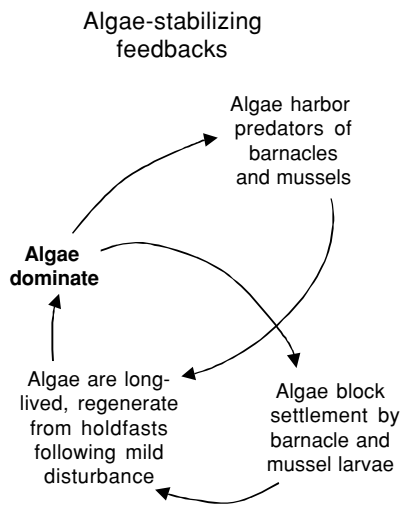 Algae-stabilizing
feedbacks
Algae harbor
predators of
barnacles
and mussels
Algae
dominate
Algae are long-
lived, regenerate
from holdfasts
following mild
disturbance
Algae block
settlement by
barnacle and
mussel larvae